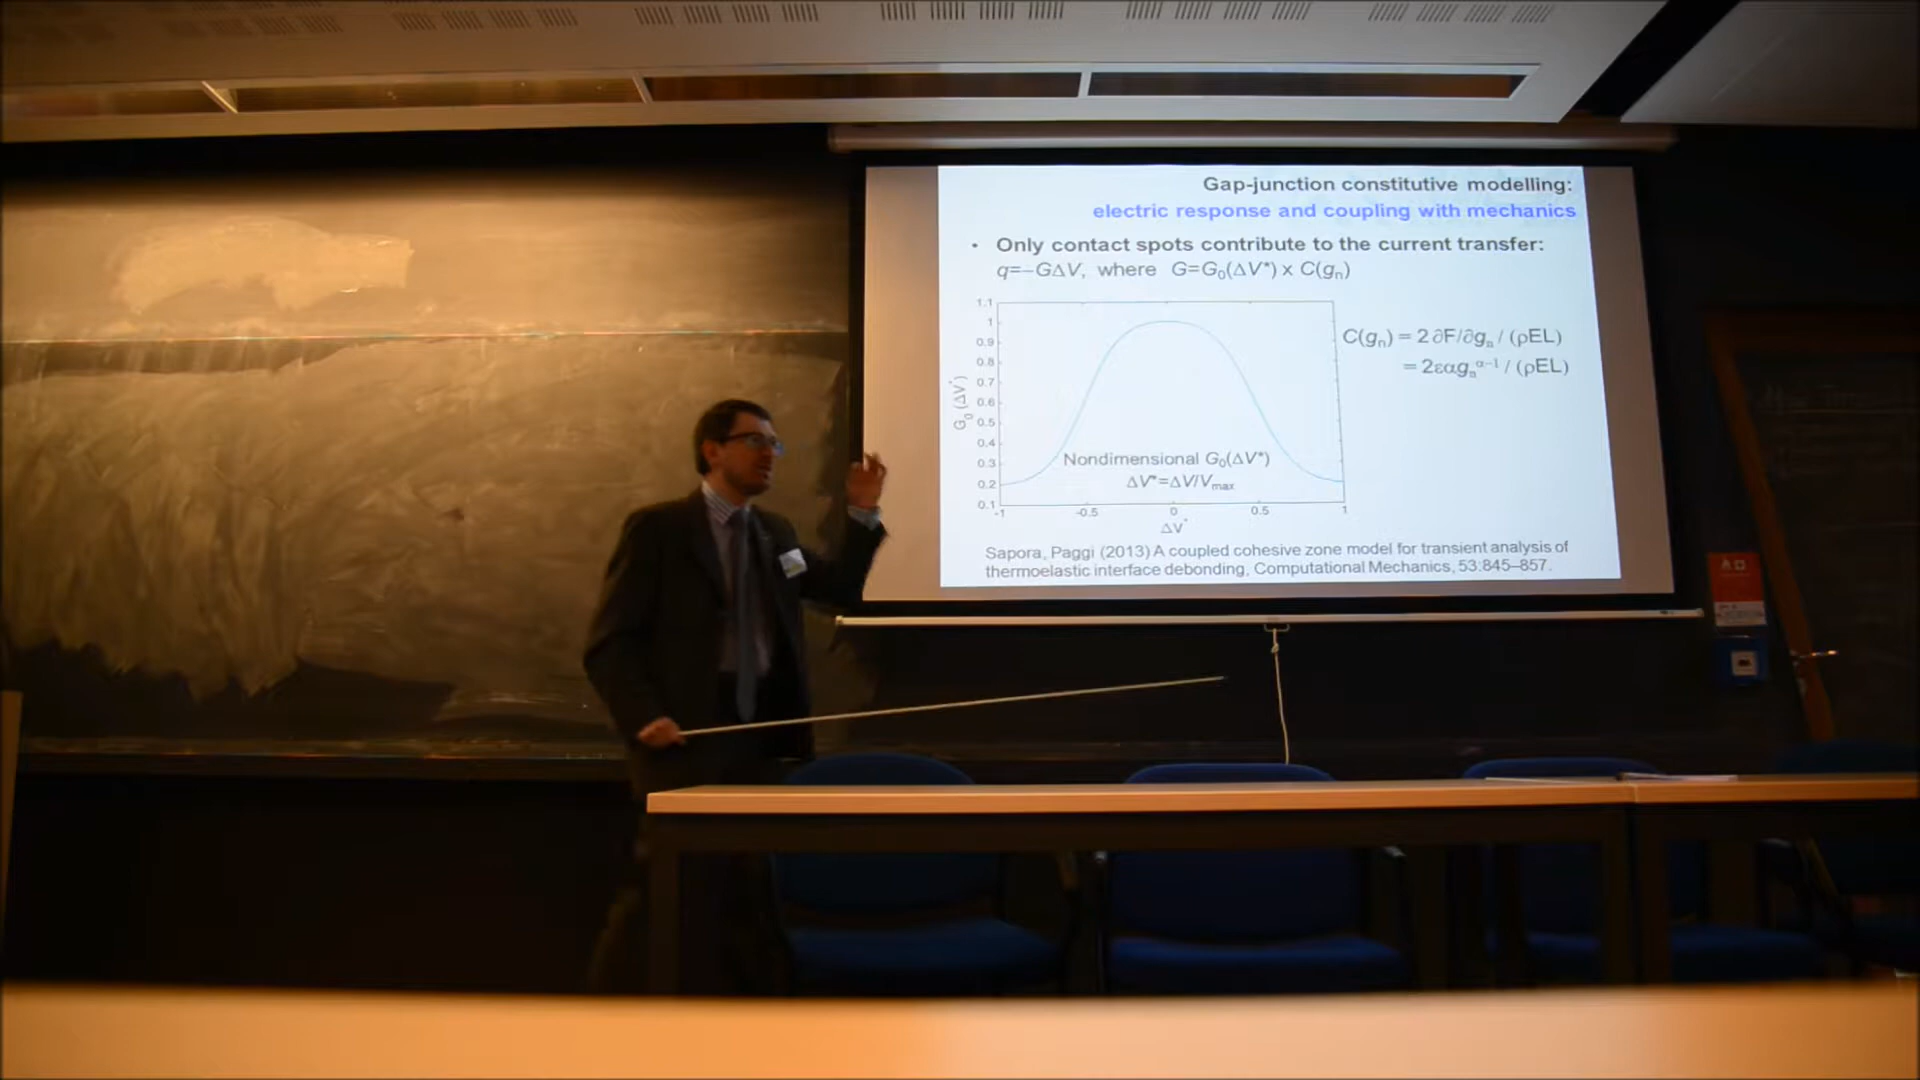 Gap-junction constitutive modelling:
electric response and coupling with mechanics
• Only contact spots contribute to the current transfer:
q=–GΔV, where G=G₀(ΔV*) x C(gₙ)
C(gₙ) = 2 ∂F/∂gₙ / (ρEL)
= 2εαgₙᵅ⁻¹ / (ρEL)
1.1
1
0.9
0.8
0.7
0.6
0.5
0.4
0.3
0.2
0.1
G₀ (ΔV*)
Nondimensional G₀(ΔV*)
ΔV*=ΔV/Vmax
-1 -0.5 0 0.5 1
ΔV*
Sapora, Paggi (2013) A coupled cohesive zone model for transient analysis of
thermoelastic interface debonding, Computational Mechanics, 53:845–857.